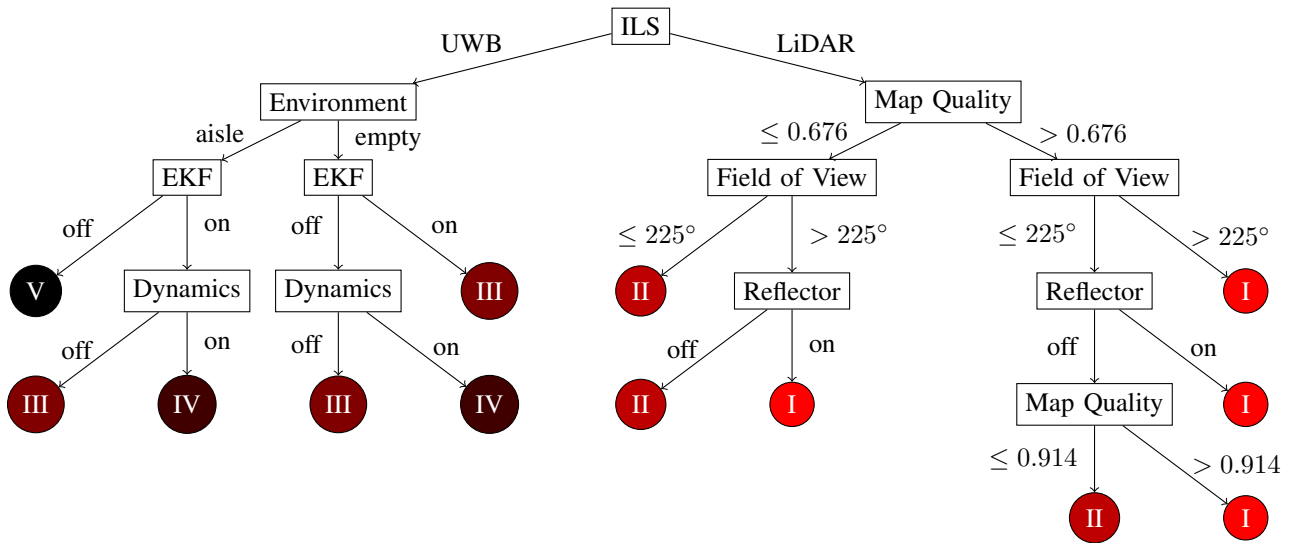 ILS
UWB LiDAR
Environment Map Quality
aisle empty ≤ 0.676 > 0.676
EKF EKF Field of View Field of View
off on off on ≤ 225° > 225° ≤ 225° > 225°
V Dynamics Dynamics III II Reflector Reflector I
off on off on off on off on
III IV III IV II I Map Quality I
≤ 0.914 > 0.914
II I